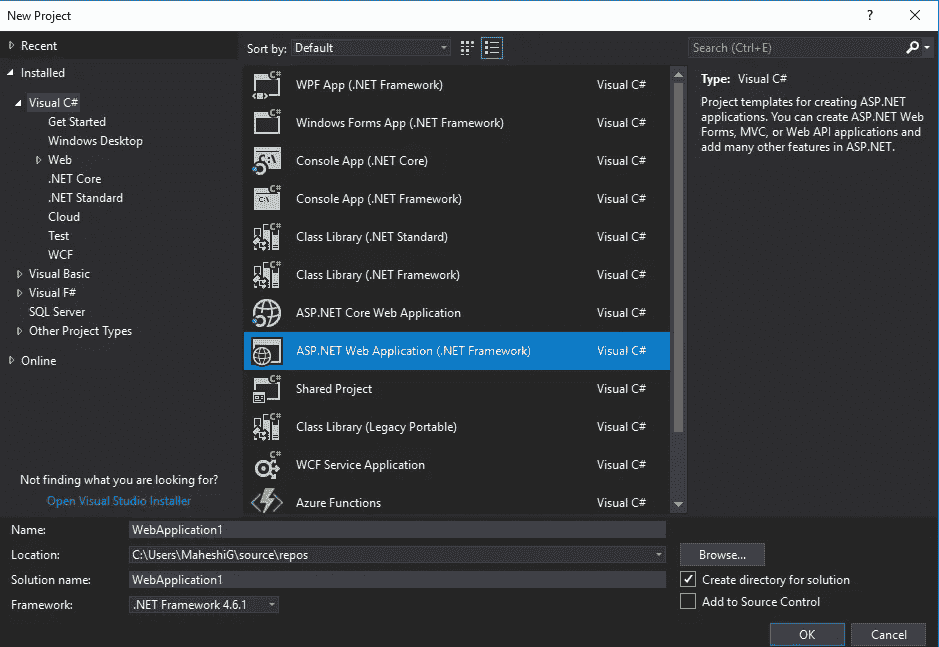 New Project
?
Recent
Installed
Visual C#
Get Started
Windows Desktop
Web
.NET Core
.NET Standard
Cloud
Test
WCF
Visual Basic
Visual F#
SQL Server
Other Project Types
Online
Not finding what you are looking for?
Open Visual Studio Installer
Sort by: Default
WPF App (.NET Framework) Visual C#
Windows Forms App (.NET Framework) Visual C#
Console App (.NET Core) Visual C#
Console App (.NET Framework) Visual C#
Class Library (.NET Standard) Visual C#
Class Library (.NET Framework) Visual C#
ASP.NET Core Web Application Visual C#
ASP.NET Web Application (.NET Framework) Visual C#
Shared Project Visual C#
Class Library (Legacy Portable) Visual C#
WCF Service Application Visual C#
Azure Functions Visual C#
Search (Ctrl+E)
Type: Visual C#
Project templates for creating ASP.NET
applications. You can create ASP.NET Web
Forms, MVC, or Web API applications and
add many other features in ASP.NET.
Name: WebApplication1
Location: C:\Users\MaheshiG\source\repos
Browse...
Solution name: WebApplication1
Create directory for solution
Framework: .NET Framework 4.6.1
Add to Source Control
OK
Cancel